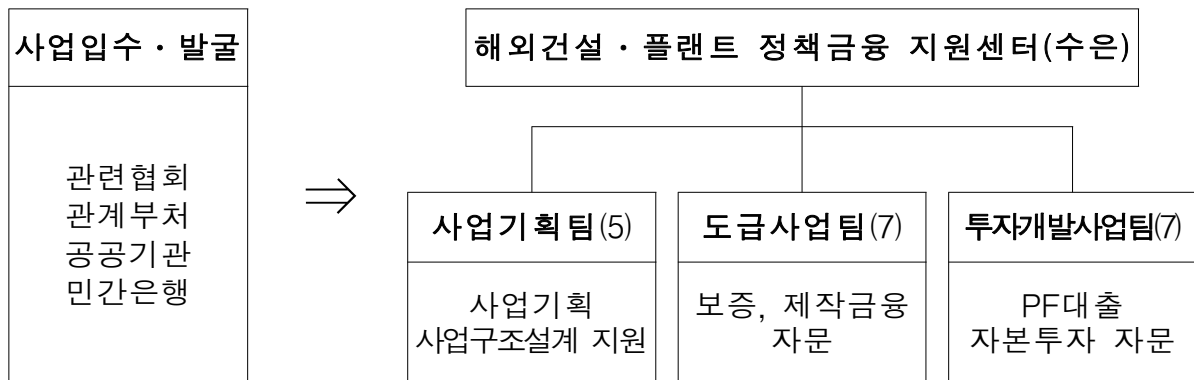 사업입수·발굴
관련협회
관계부처
공공기관
민간은행
⇒
해외건설·플랜트 정책금융 지원센터(수은)
사업기획팀(5)
사업기획
사업구조설계 지원
도급사업팀(7)
보증, 제작금융
자문
투자개발사업팀(7)
PF대출
자본투자 자문